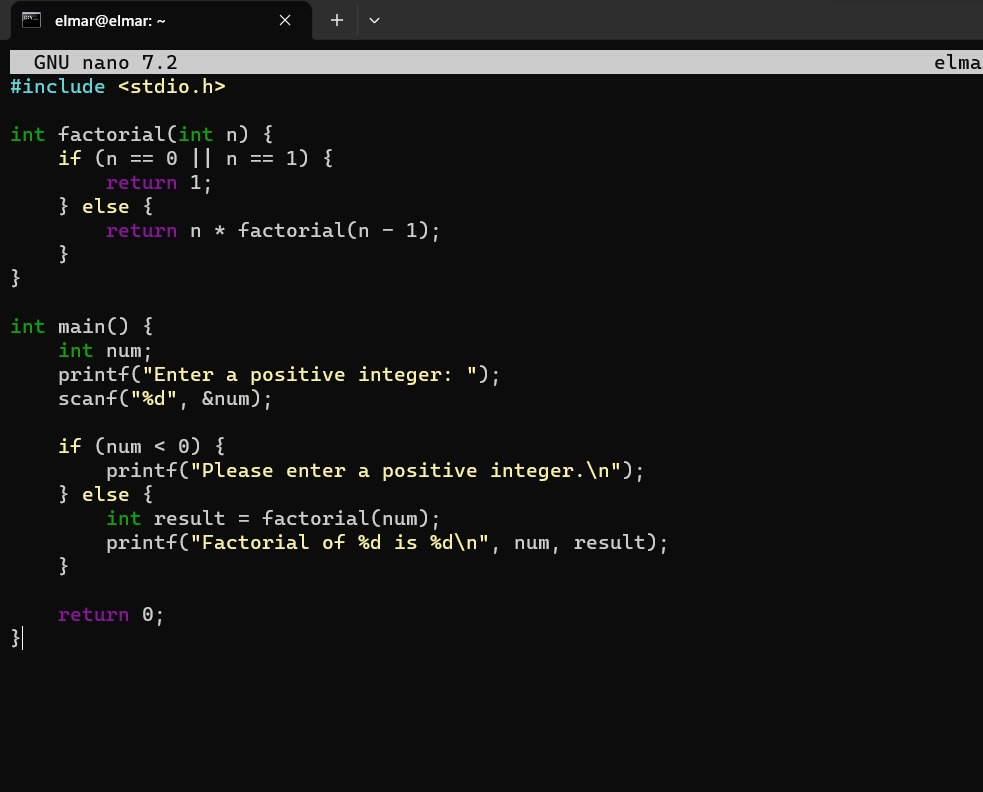 elmar@elmar: ~
GNU nano 7.2 elma
#include <stdio.h>

int factorial(int n) {
    if (n == 0 || n == 1) {
        return 1;
    } else {
        return n * factorial(n - 1);
    }
}

int main() {
    int num;
    printf("Enter a positive integer: ");
    scanf("%d", &num);

    if (num < 0) {
        printf("Please enter a positive integer.\n");
    } else {
        int result = factorial(num);
        printf("Factorial of %d is %d\n", num, result);
    }

    return 0;
}